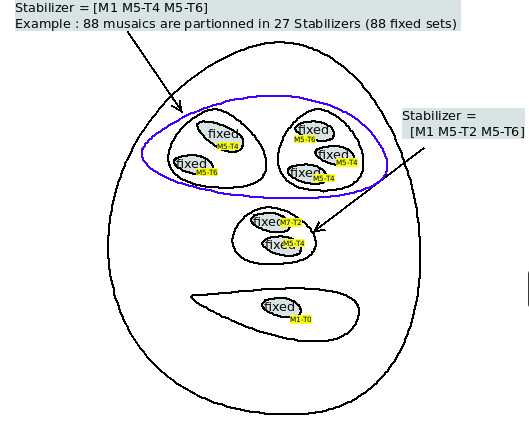 Stabilizer = [M1 M5-T4 M5-T6]
Example : 88 musaics are partionned in 27 Stabilizers (88 fixed sets)
Stabilizer =
[M1 M5-T2 M5-T6]
fixed
M5-T4
fixed
M5-T6
fixed
M5-T6
fixed
M5-T4
fixed
M5-T4
fixed
M7-T2
fixed
M5-T4
fixed
M1-T0